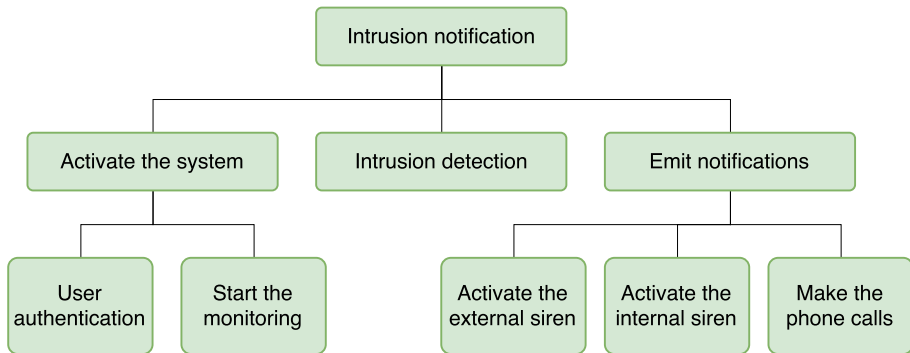 Intrusion notification
Activate the system
Intrusion detection
Emit notifications
User
authentication
Start the
monitoring
Activate the
external siren
Activate the
internal siren
Make the
phone calls